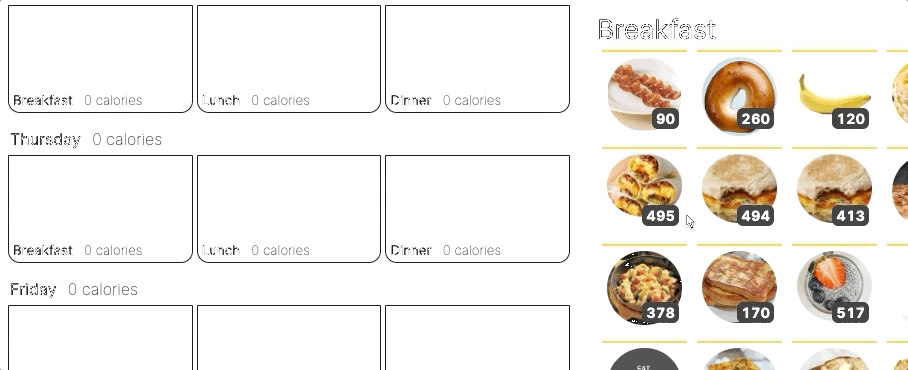 Breakfast 0 calories Lunch 0 calories Dinner 0 calories
Thursday 0 calories
Breakfast 0 calories Lunch 0 calories Dinner 0 calories
Friday 0 calories
Breakfast
90 260 120
495 494 413
378 170 517
EAT